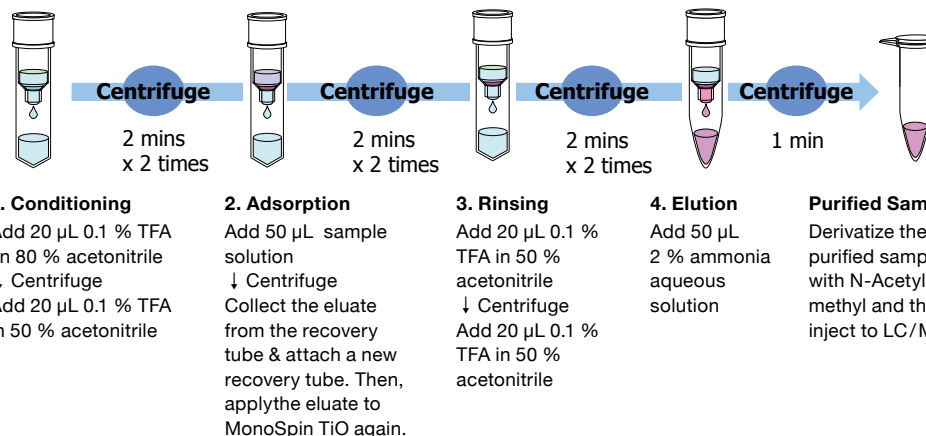 Centrifuge
2 mins
x 2 times
Centrifuge
2 mins
x 2 times
Centrifuge
2 mins
x 2 times
Centrifuge
1 min
. Conditioning
Add 20 µL 0.1 % TFA
in 80 % acetonitrile
↓ Centrifuge
Add 20 µL 0.1 % TFA
in 50 % acetonitrile
2. Adsorption
Add 50 µL sample
solution
↓ Centrifuge
Collect the eluate
from the recovery
tube & attach a new
recovery tube. Then,
applythe eluate to
MonoSpin TiO again.
3. Rinsing
Add 20 µL 0.1 %
TFA in 50 %
acetonitrile
↓ Centrifuge
Add 20 µL 0.1 %
TFA in 50 %
acetonitrile
4. Elution
Add 50 µL
2 % ammonia
aqueous
solution
Purified Sam
Derivatize the
purified samp
with N-Acetyl
methyl and th
inject to LC/M